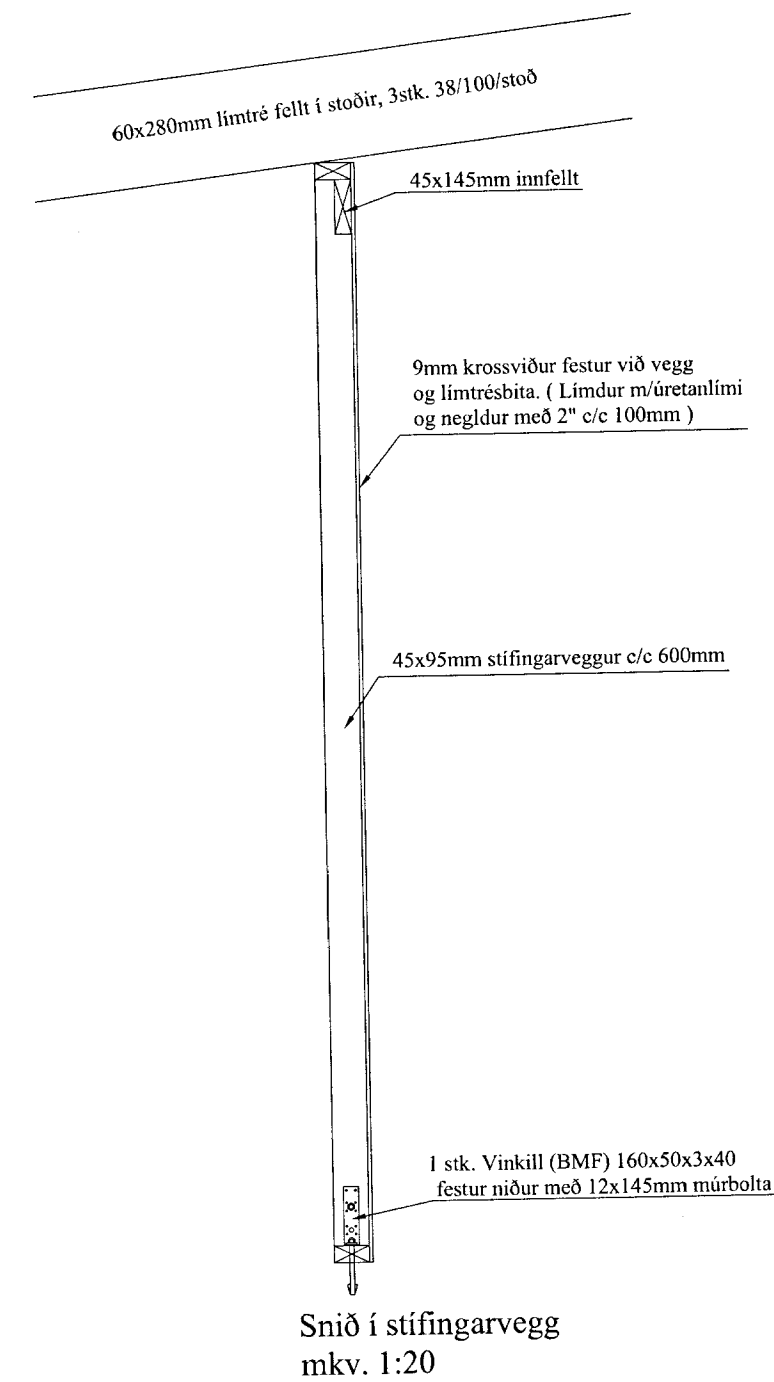 60x280mm límtré fellt í stoðir, 3stk. 38/100/stoð
45x145mm innfellt
9mm krossviður festur við vegg
og límtrésbita. ( Límdur m/úretanlími
og negldur með 2" c/c 100mm )
45x95mm stífingarveggur c/c 600mm
1 stk. Vinkill (BMF) 160x50x3x40
festur niður með 12x145mm múrbolta
Snið í stífingarvegg
mkv. 1:20